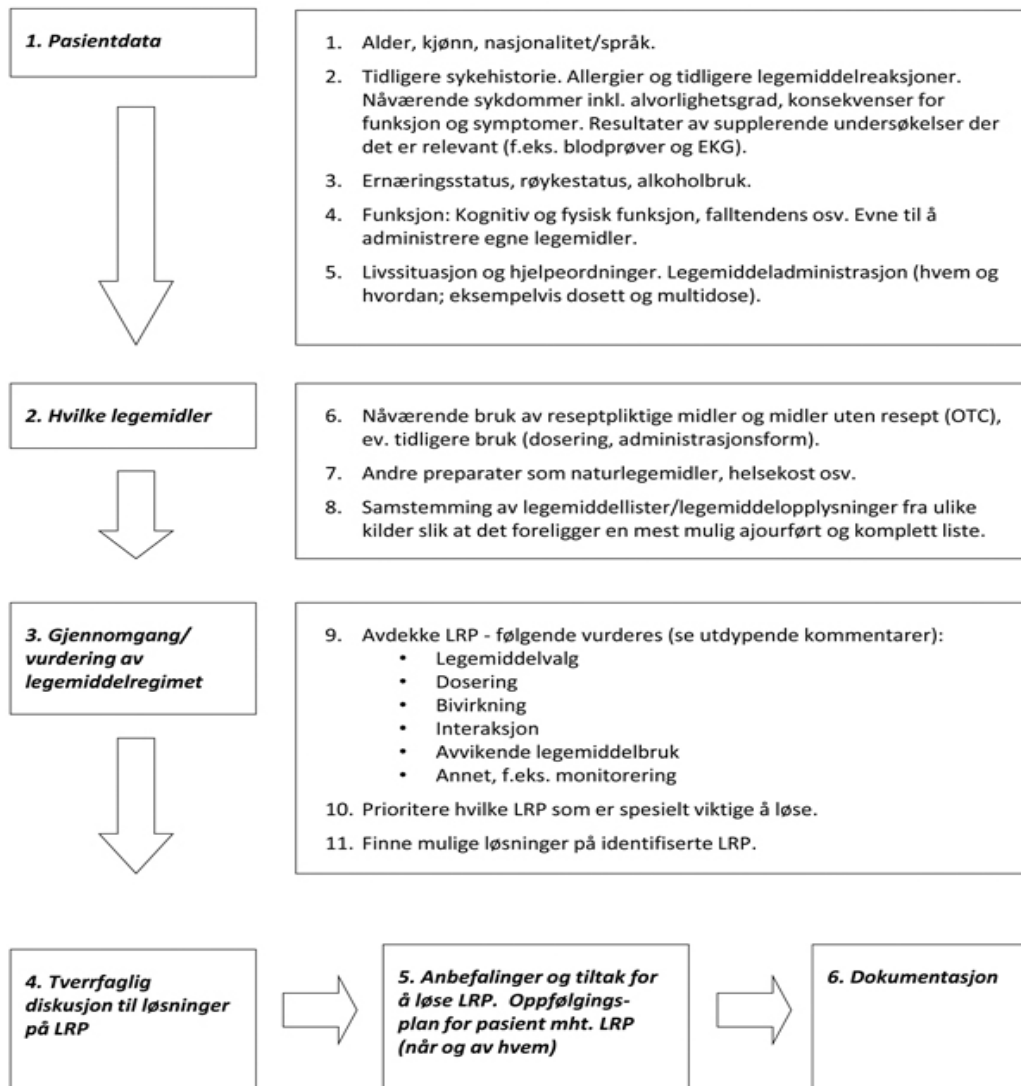 1. Pasientdata
1. Alder, kjønn, nasjonalitet/språk.
2. Tidligere sykehistorie. Allergier og tidligere legemiddelreaksjoner.
Nåværende sykdommer inkl. alvorlighetsgrad, konsekvenser for
funksjon og symptomer. Resultater av supplerende undersøkelser der
det er relevant (f.eks. blodprøver og EKG).
3. Ernæringsstatus, røykestatus, alkoholbruk.
4. Funksjon: Kognitiv og fysisk funksjon, falltendens osv. Evne til å
administrere egne legemidler.
5. Livssituasjon og hjelpeordninger. Legemiddeladministrasjon (hvem og
hvordan; eksempelvis dosett og multidose).
2. Hvilke legemidler
6. Nåværende bruk av reseptpliktige midler og midler uten resept (OTC),
ev. tidligere bruk (dosering, administrasjonsform).
7. Andre preparater som naturlegemidler, helsekost osv.
8. Samstemming av legemiddellister/legemiddelopplysninger fra ulike
kilder slik at det foreligger en mest mulig ajourført og komplett liste.
3. Gjennomgang/
vurdering av
legemiddelregimet
9. Avdekke LRP - følgende vurderes (se utdypende kommentarer):
• Legemiddelvalg
• Dosering
• Bivirkning
• Interaksjon
• Avvikende legemiddelbruk
• Annet, f.eks. monitorering
10. Prioritere hvilke LRP som er spesielt viktige å løse.
11. Finne mulige løsninger på identifiserte LRP.
4. Tverrfaglig
diskusjon til løsninger
på LRP
5. Anbefalinger og tiltak for
å løse LRP. Oppfølgings-
plan for pasient mht. LRP
(når og av hvem)
6. Dokumentasjon